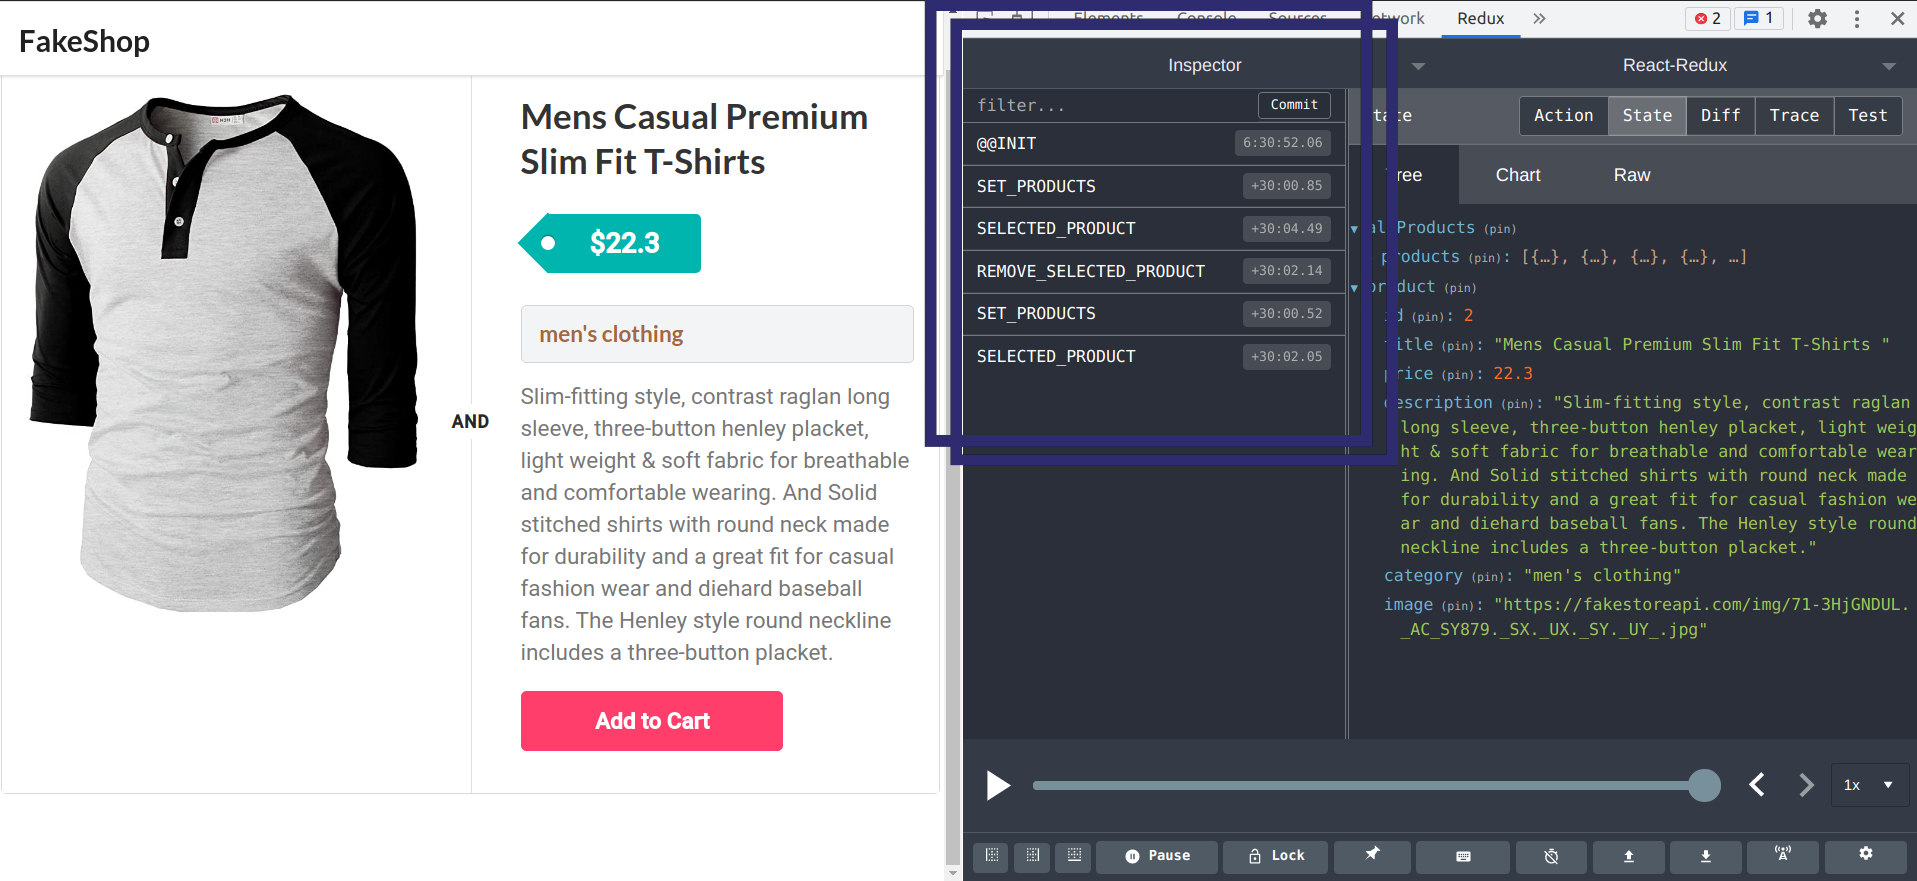 FakeShop
Mens Casual Premium
Slim Fit T-Shirts
$22.3
men's clothing
AND
Slim-fitting style, contrast raglan long
sleeve, three-button henley placket,
light weight & soft fabric for breathable
and comfortable wearing. And Solid
stitched shirts with round neck made
for durability and a great fit for casual
fashion wear and diehard baseball
fans. The Henley style round neckline
includes a three-button placket.
Add to Cart
Elements Console Sources etwork Redux » 2 1
Inspector React-Redux
filter... Commit
@@INIT 6:30:52.06
SET_PRODUCTS +30:00.85
SELECTED_PRODUCT +30:04.49
REMOVE_SELECTED_PRODUCT +30:02.14
SET_PRODUCTS +30:00.52
SELECTED_PRODUCT +30:02.05
tate Action State Diff Trace Test
ree Chart Raw
al Products (pin)
products (pin): [{…}, {…}, {…}, {…}, …]
product (pin)
id (pin): 2
title (pin): "Mens Casual Premium Slim Fit T-Shirts "
price (pin): 22.3
description (pin): "Slim-fitting style, contrast raglan
long sleeve, three-button henley placket, light weig
ht & soft fabric for breathable and comfortable wear
ing. And Solid stitched shirts with round neck made
for durability and a great fit for casual fashion we
ar and diehard baseball fans. The Henley style round
neckline includes a three-button placket."
category (pin): "men's clothing"
image (pin): "https://fakestoreapi.com/img/71-3HjGNDUL.
_AC_SY879._SX._UX._SY._UY_.jpg"
1x
Pause Lock